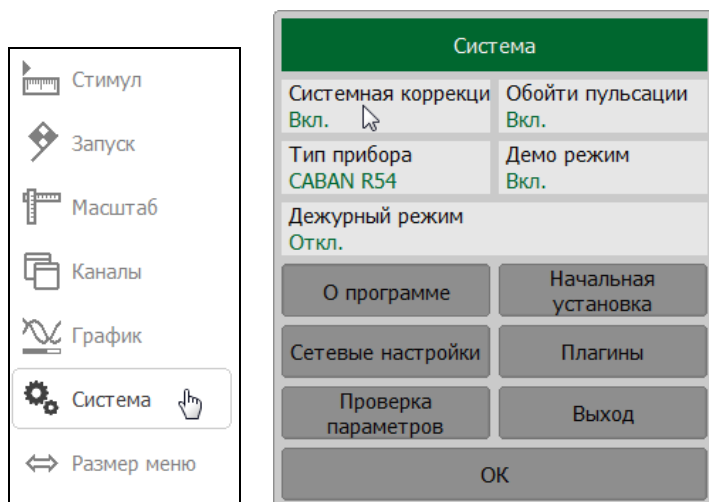 Стимул
Запуск
Масштаб
Каналы
График
Система
Размер меню
Система
Системная коррекци
Вкл.
Обойти пульсации
Вкл.
Тип прибора
CABAN R54
Демо режим
Вкл.
Дежурный режим
Откл.
О программе
Начальная
установка
Сетевые настройки
Плагины
Проверка
параметров
Выход
ОК